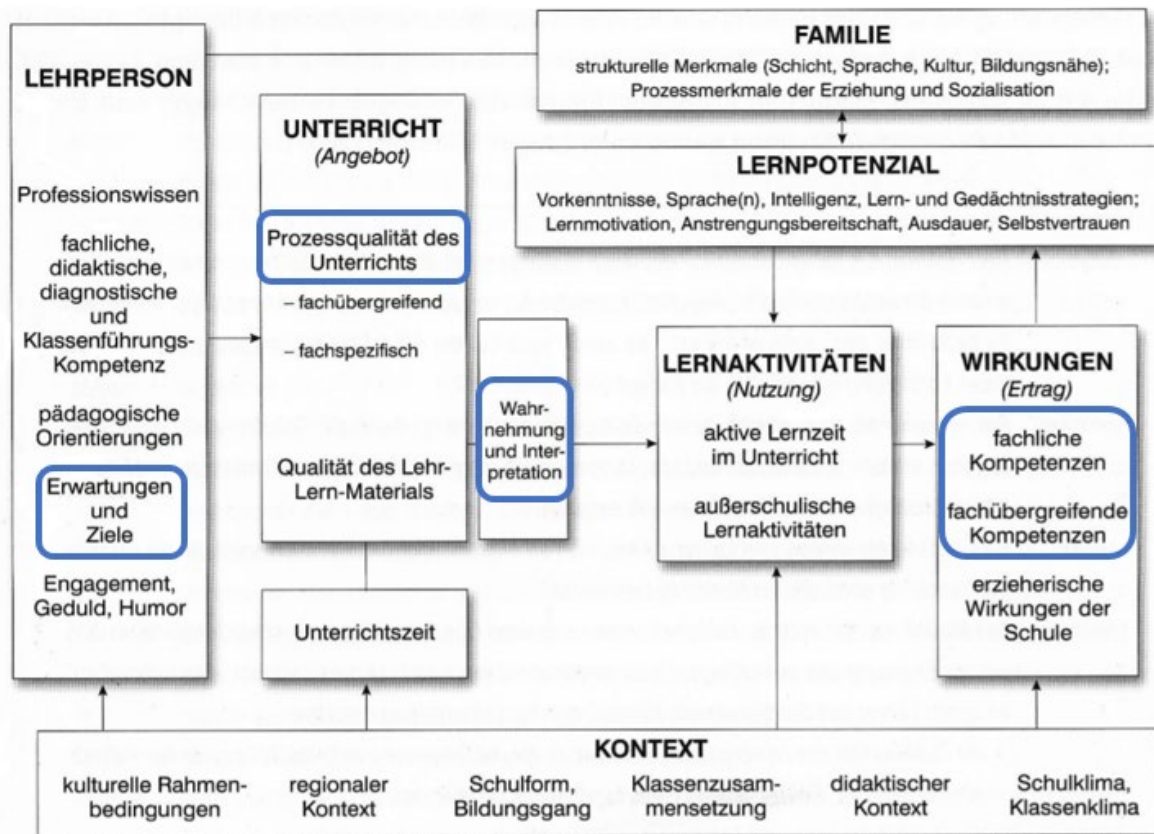 LEHRPERSON
Professionswissen
fachliche,
didaktische,
diagnostische
und
Klassenführungs-
Kompetenz
pädagogische
Orientierungen
Erwartungen
und
Ziele
Engagement,
Geduld, Humor
UNTERRICHT
(Angebot)
Prozessqualität des
Unterrichts
– fachübergreifend
– fachspezifisch
Qualität des Lehr-
Lern-Materials
Unterrichtszeit
Wahr-
nehmung
und Inter-
pretation
FAMILIE
strukturelle Merkmale (Schicht, Sprache, Kultur, Bildungsnähe);
Prozessmerkmale der Erziehung und Sozialisation
LERNPOTENZIAL
Vorkenntnisse, Sprache(n), Intelligenz, Lern- und Gedächtnisstrategien;
Lernmotivation, Anstrengungsbereitschaft, Ausdauer, Selbstvertrauen
LERNAKTIVITÄTEN
(Nutzung)
aktive Lernzeit
im Unterricht
außerschulische
Lernaktivitäten
WIRKUNGEN
(Ertrag)
fachliche
Kompetenzen
fachübergreifende
Kompetenzen
erzieherische
Wirkungen der
Schule
KONTEXT
kulturelle Rahmen-
bedingungen
regionaler
Kontext
Schulform,
Bildungsgang
Klassenzusam-
mensetzung
didaktischer
Kontext
Schulklima,
Klassenklima